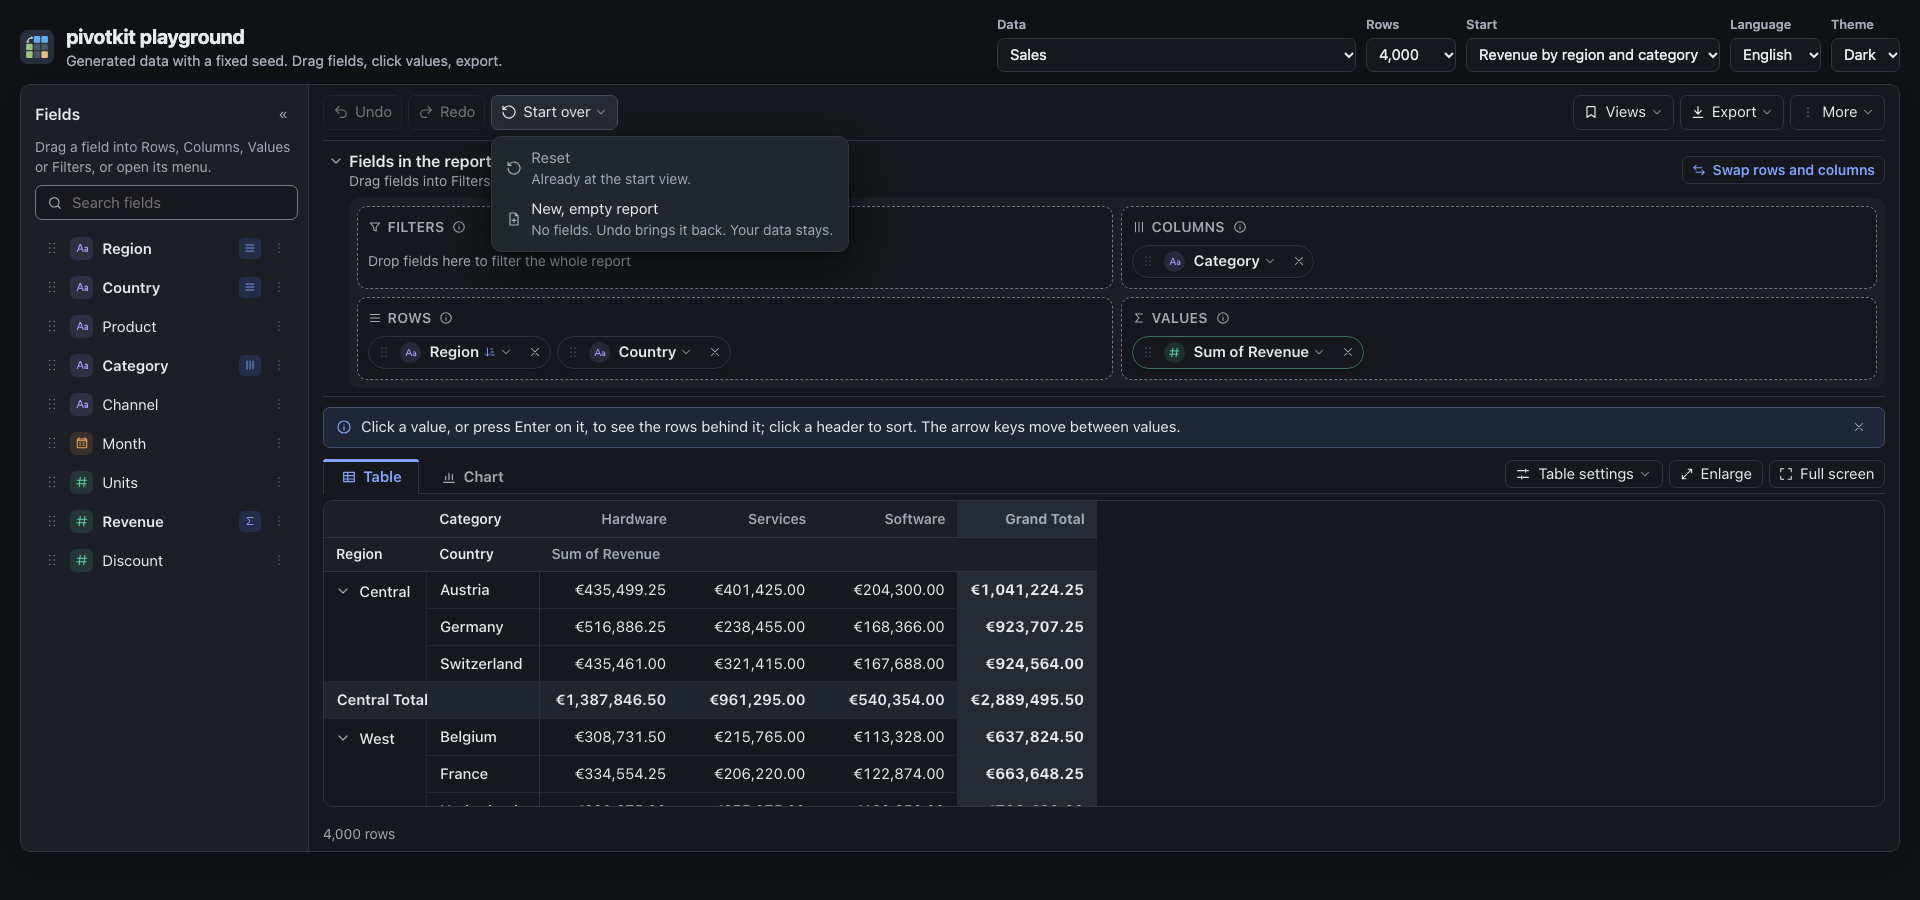 pivotkit playground
Generated data with a fixed seed. Drag fields, click values, export.
Data
Sales
Rows
4,000
Start
Revenue by region and category
Language
English
Theme
Dark
Fields
«
Drag a field into Rows, Columns, Values
or Filters, or open its menu.
Search fields
Aa Region
Aa Country
Aa Product
Aa Category
Aa Channel
Month
# Units
# Revenue Σ
# Discount
Undo
Redo
Start over
Views
Export
More
Reset
Already at the start view.
New, empty report
No fields. Undo brings it back. Your data stays.
Fields in the report
Drag fields into Filters
Swap rows and columns
FILTERS
Drop fields here to filter the whole report
COLUMNS
Aa Category
ROWS
Aa Region
Aa Country
Σ VALUES
# Sum of Revenue
Click a value, or press Enter on it, to see the rows behind it; click a header to sort. The arrow keys move between values.
Table
Chart
Table settings
Enlarge
Full screen
Category Hardware Services Software Grand Total
Region Country Sum of Revenue
Central Austria €435,499.25 €401,425.00 €204,300.00 €1,041,224.25
Germany €516,886.25 €238,455.00 €168,366.00 €923,707.25
Switzerland €435,461.00 €321,415.00 €167,688.00 €924,564.00
Central Total €1,387,846.50 €961,295.00 €540,354.00 €2,889,495.50
West Belgium €308,731.50 €215,765.00 €113,328.00 €637,824.50
France €334,554.25 €206,220.00 €122,874.00 €663,648.25
4,000 rows